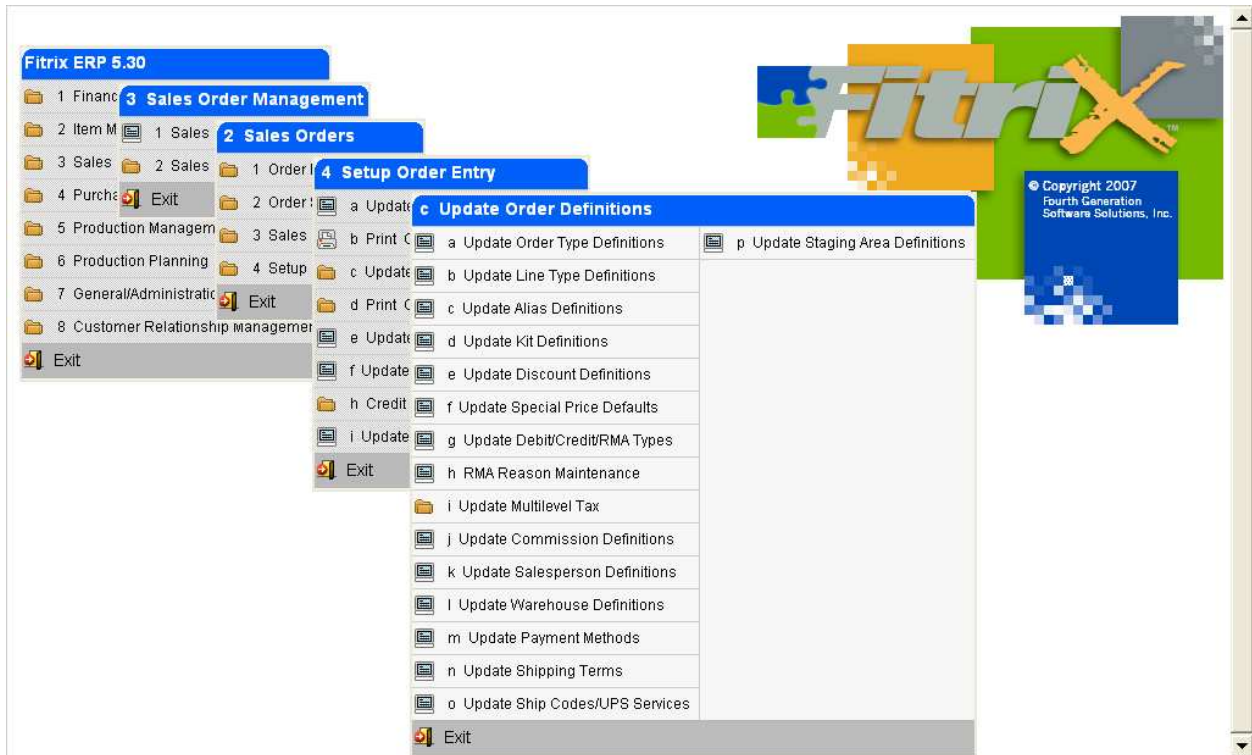 Fitrix ERP 5.30
1 Financ
2 Item M
3 Sales
4 Purcha
5 Production Managem
6 Production Planning
7 General/Administratic
8 Customer Relationship Managemer
Exit
3 Sales Order Management
1 Sales
2 Sales
Exit
2 Sales Orders
1 Order
2 Order
3 Sales
4 Setup
Exit
4 Setup Order Entry
a Update
b Print
c Update
d Print
e Update
f Update
h Credit
i Update
Exit
c Update Order Definitions
a Update Order Type Definitions
b Update Line Type Definitions
c Update Alias Definitions
d Update Kit Definitions
e Update Discount Definitions
f Update Special Price Defaults
g Update Debit/Credit/RMA Types
h RMA Reason Maintenance
i Update Multilevel Tax
j Update Commission Definitions
k Update Salesperson Definitions
l Update Warehouse Definitions
m Update Payment Methods
n Update Shipping Terms
o Update Ship Codes/UPS Services
p Update Staging Area Definitions
Exit
FitriX
TM
© Copyright 2007
Fourth Generation
Software Solutions, Inc.